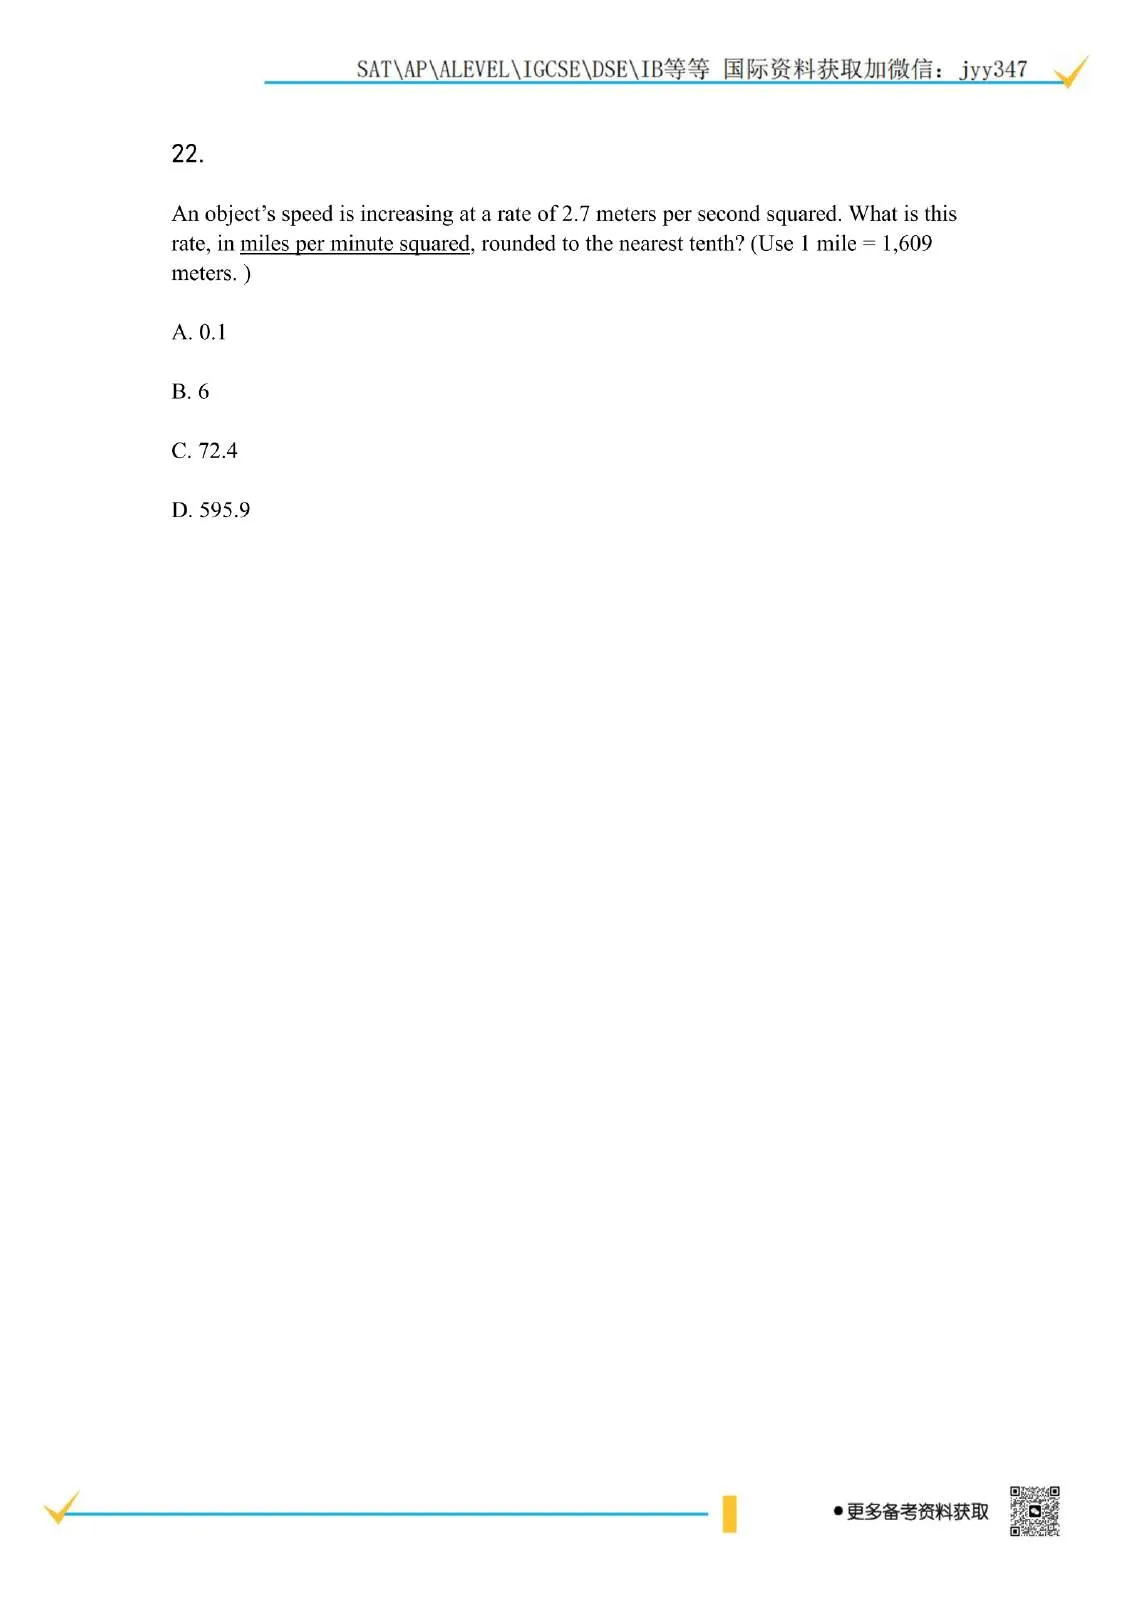 SAT\AP\ALEVEL\IGCSE\DSE\IB等等 国际资料获取加微信：jyy347
22.
An object’s speed is increasing at a rate of 2.7 meters per second squared. What is this
rate, in miles per minute squared, rounded to the nearest tenth? (Use 1 mile = 1,609
meters. )
A. 0.1
B. 6
C. 72.4
D. 595.9
●更多备考资料获取